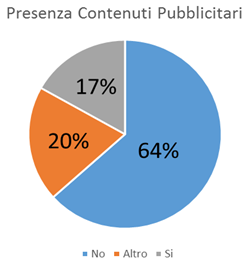 Presenza Contenuti Pubblicitari
17%
20%
64%
No Altro Si